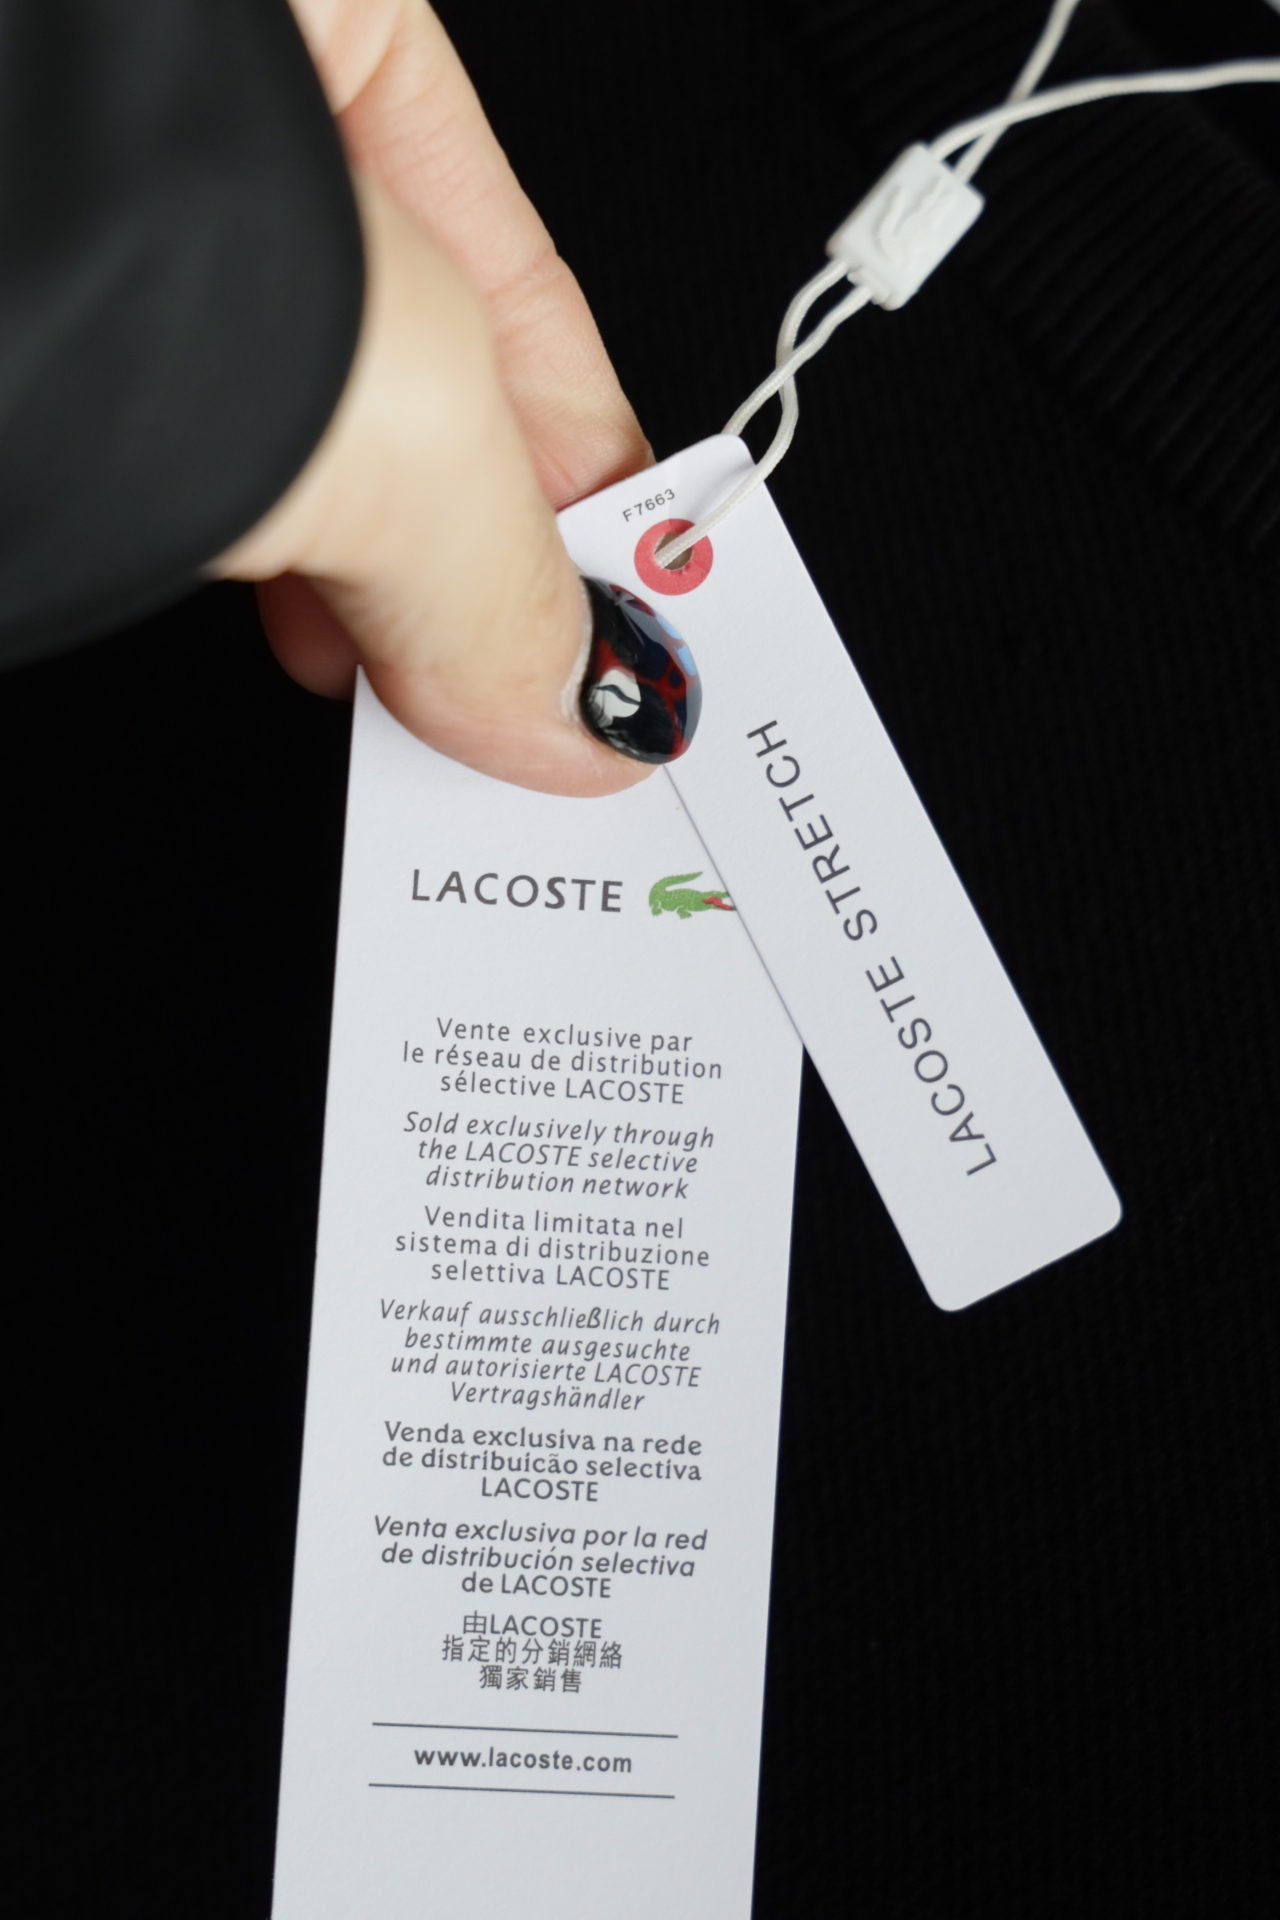 F7663
LACOSTE STRETCH
LACOSTE
Vente exclusive par
le réseau de distribution
sélective LACOSTE
Sold exclusively through
the LACOSTE selective
distribution network
Vendita limitata nel
sistema di distribuzione
selettiva LACOSTE
Verkauf ausschließlich durch
bestimmte ausgesuchte
und autorisierte LACOSTE
Vertragshändler
Venda exclusiva na rede
de distribuicão selectiva
LACOSTE
Venta exclusiva por la red
de distribución selectiva
de LACOSTE
由LACOSTE
指定的分銷網絡
獨家銷售
www.lacoste.com